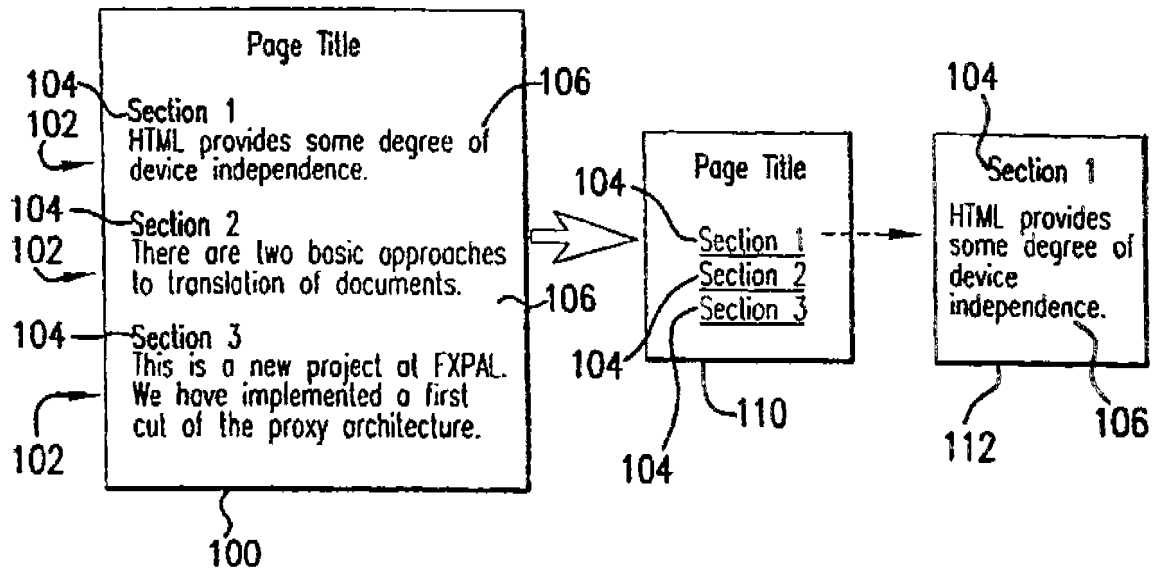 Page Title
104
Section 1
106
102
HTML provides some degree of
device independence.
104
Section 2
102
There are two basic approaches
to translation of documents.
106
104
Section 3
This is a new project at FXPAL.
We have implemented a first
cut of the proxy architecture.
102
100
Page Title
104
Section 1
Section 2
Section 3
104
104
110
104
Section 1
HTML provides
some degree of
device
independence.
106
112